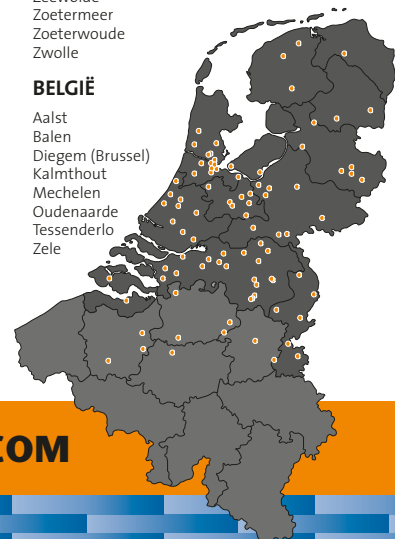 Zoetermeer
Zoeterwoude
Zwolle
BELGIË
Aalst
Balen
Diegem (Brussel)
Kalmthout
Mechelen
Oudenaarde
Tessenderlo
Zele
COM